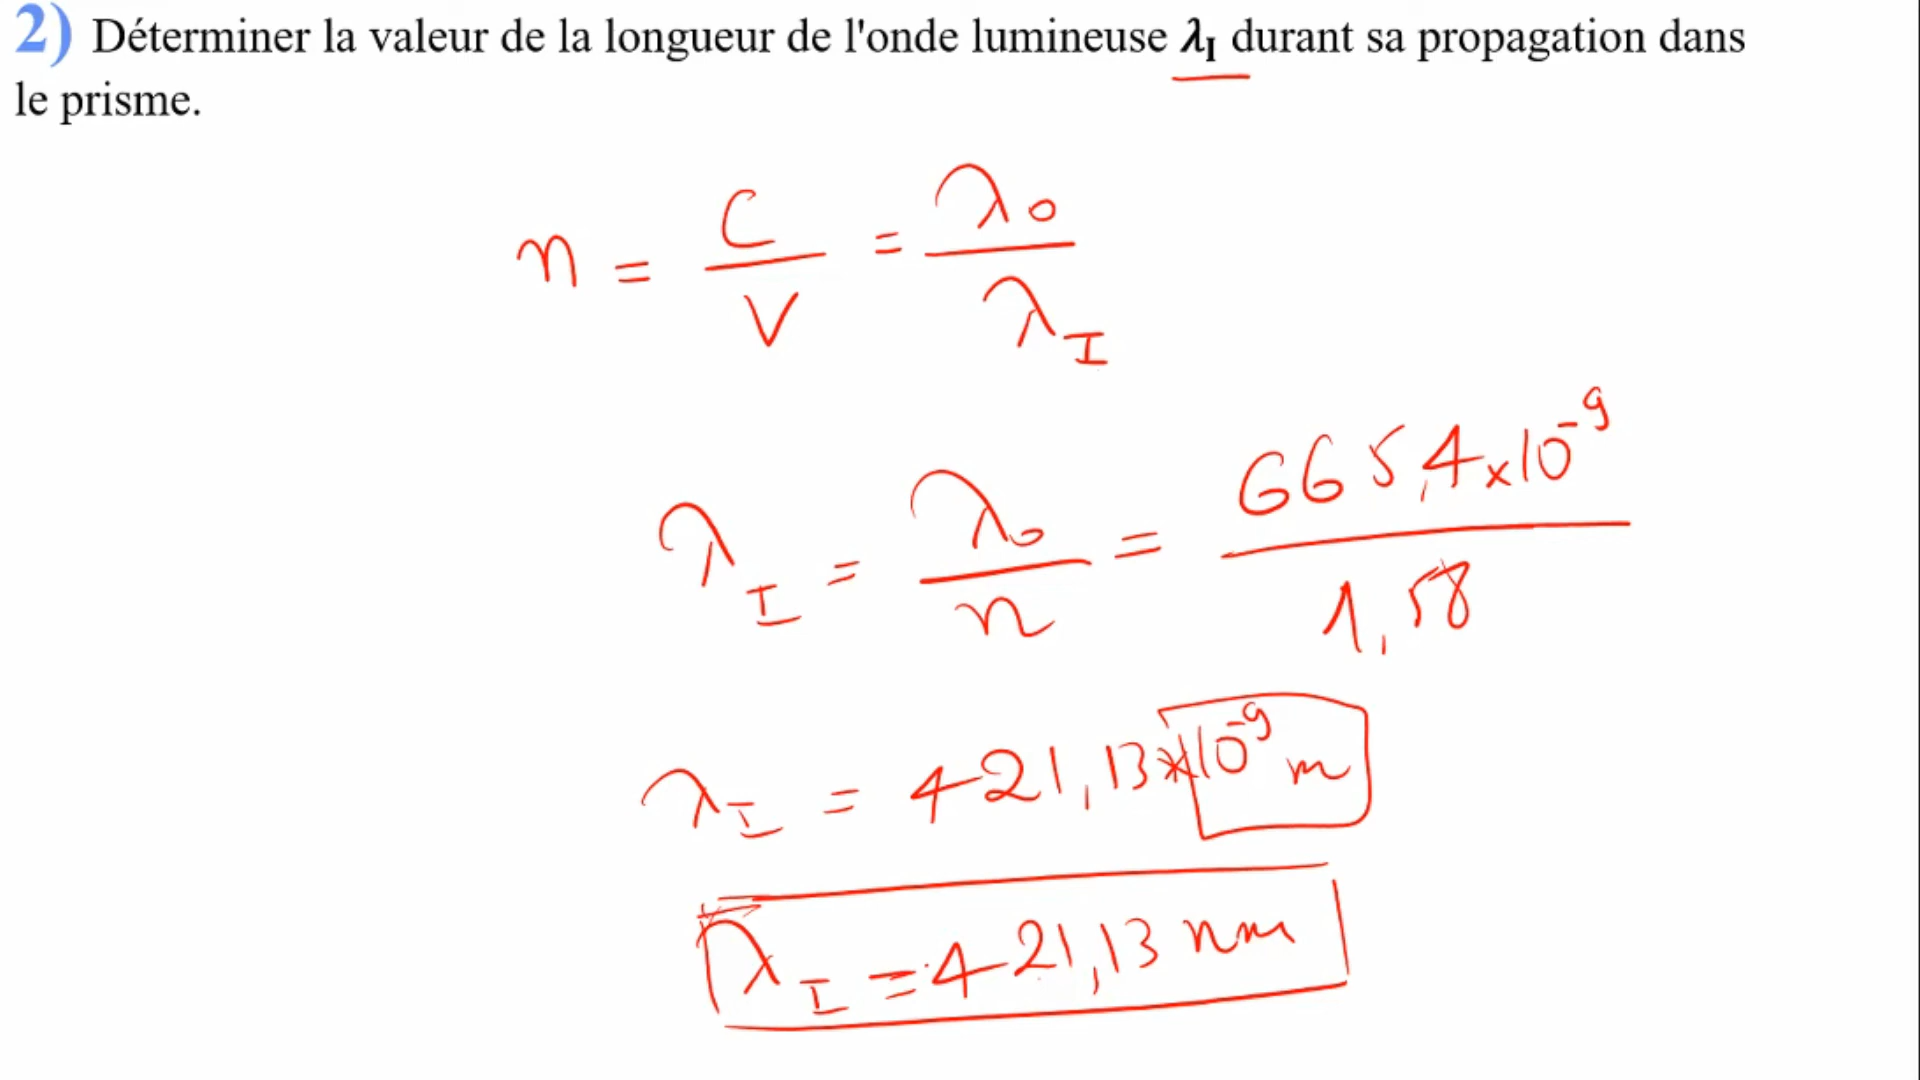 2) Déterminer la valeur de la longueur de l'onde lumineuse λI durant sa propagation dans
le prisme.
n = C/V = λ0/λI
λI = λ0/n = 665,4×10⁻⁹/1,58
λI = 421,13×10⁻⁹ m
λI = 421,13 nm